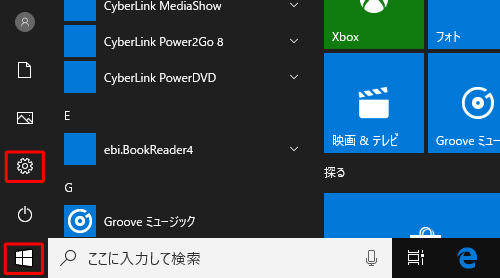 CyberLink MediaShow
CyberLink Power2Go 8
CyberLink PowerDVD
E
ebi.BookReader4
G
Groove ミュージック
Xbox
フォト
映画 & テレビ
Groove ミュージ
探る
ここに入力して検索